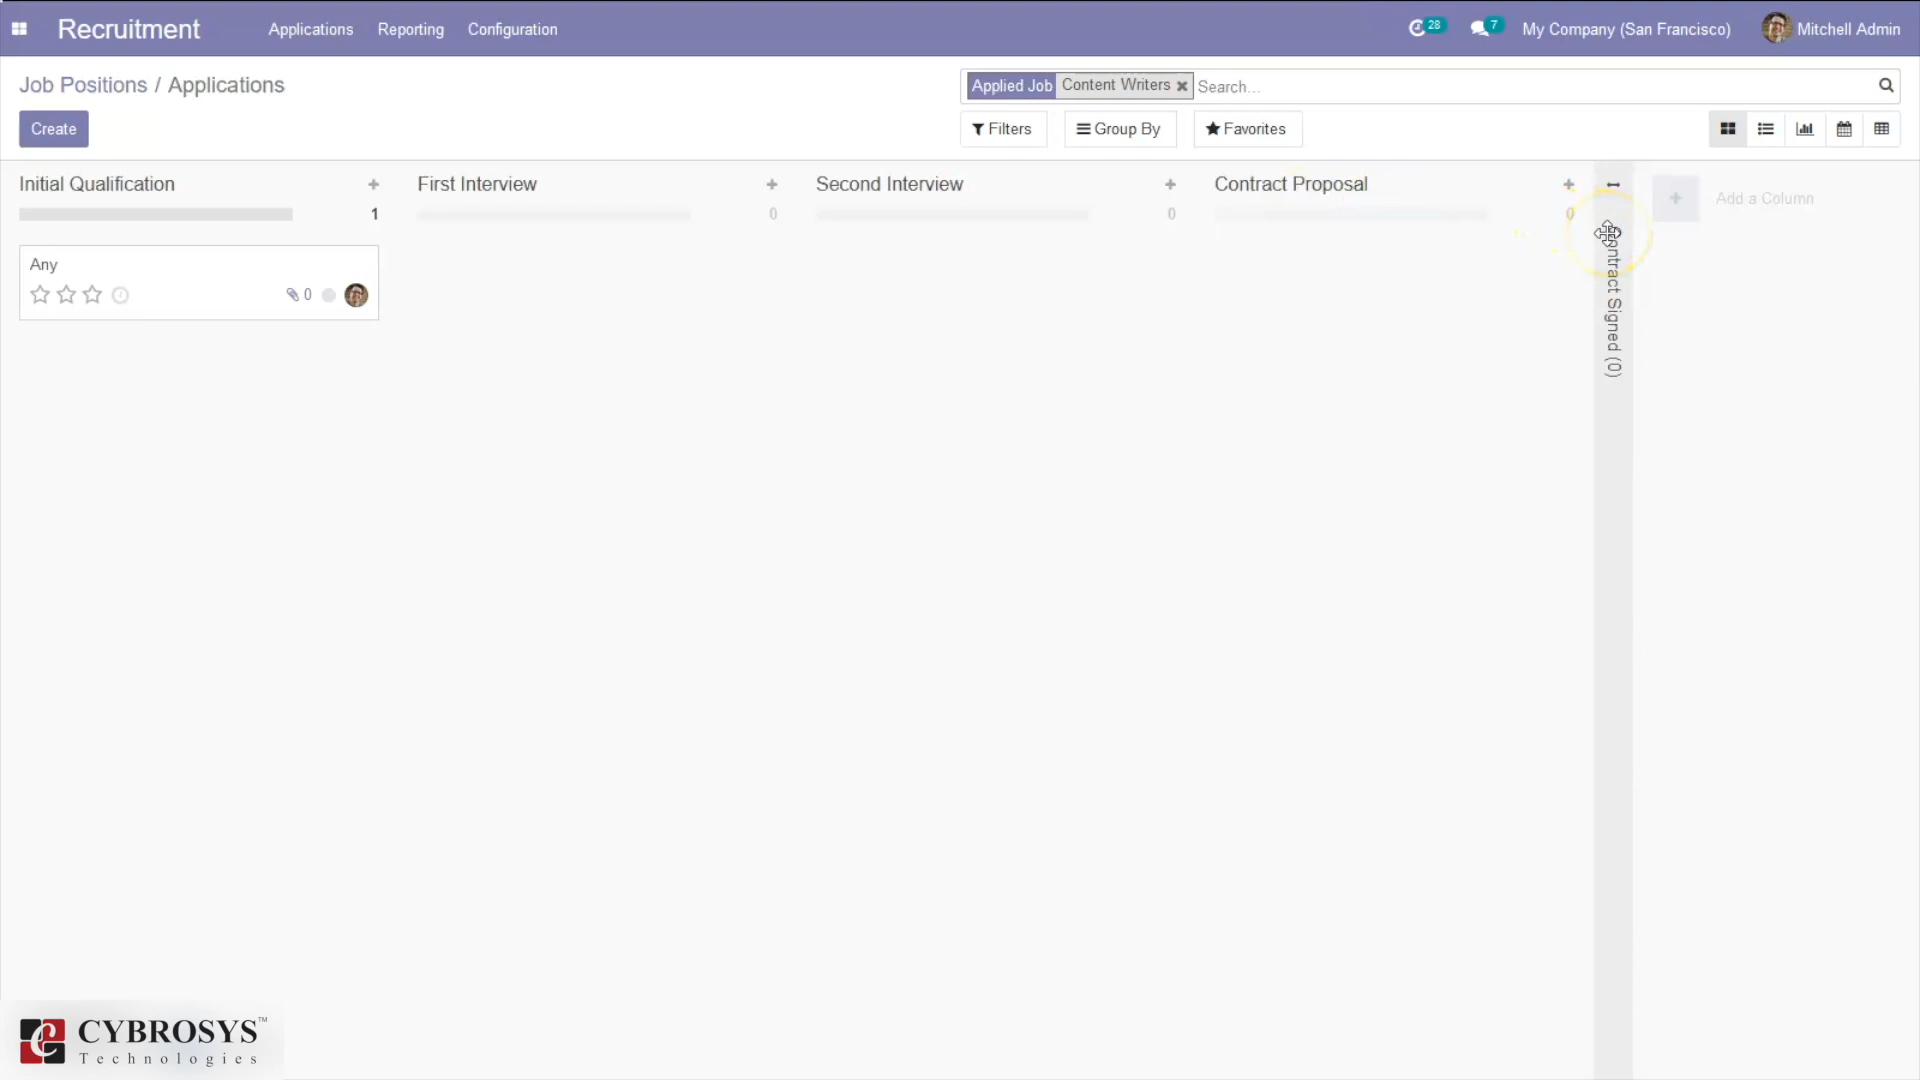 Recruitment
Applications
Reporting
Configuration
28
7
My Company (San Francisco)
Mitchell Admin
Job Positions / Applications
Applied Job
Content Writers
Search...
Create
Filters
Group By
Favorites
Initial Qualification
1
First Interview
0
Second Interview
0
Contract Proposal
0
Contract Signed (0)
Add a Column
Any
0
CYBROSYS™
Technologies